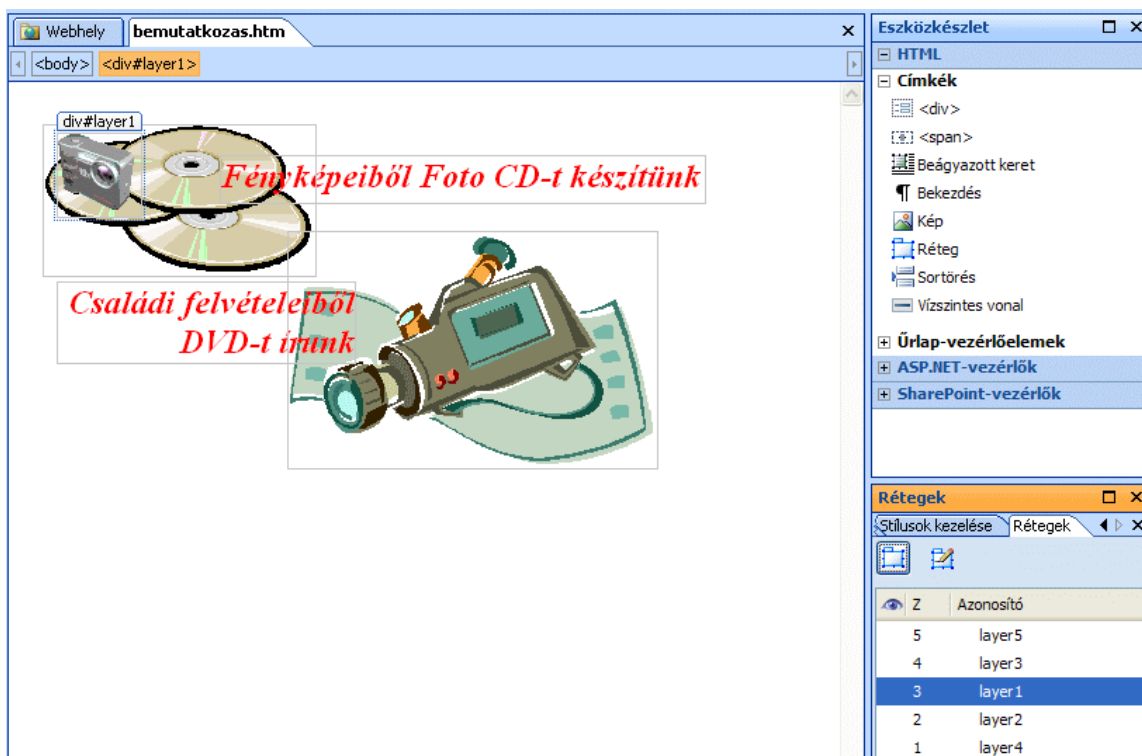 Webhely
bemutatkozas.htm
<body>
<div#layer1>
div#layer1
Fényképeiből Foto CD-t készítünk
Családi felvételeiből
DVD-t írunk
Eszközkészlet
HTML
Címkék
<div>
<span>
Beágyazott keret
Bekezdés
Kép
Réteg
Sortörés
Vízszintes vonal
Űrlap-vezérlőelemek
ASP.NET-vezérlők
SharePoint-vezérlők
Rétegek
Stílusok kezelése
Rétegek
Z Azonosító
5 layer5
4 layer3
3 layer1
2 layer2
1 layer4